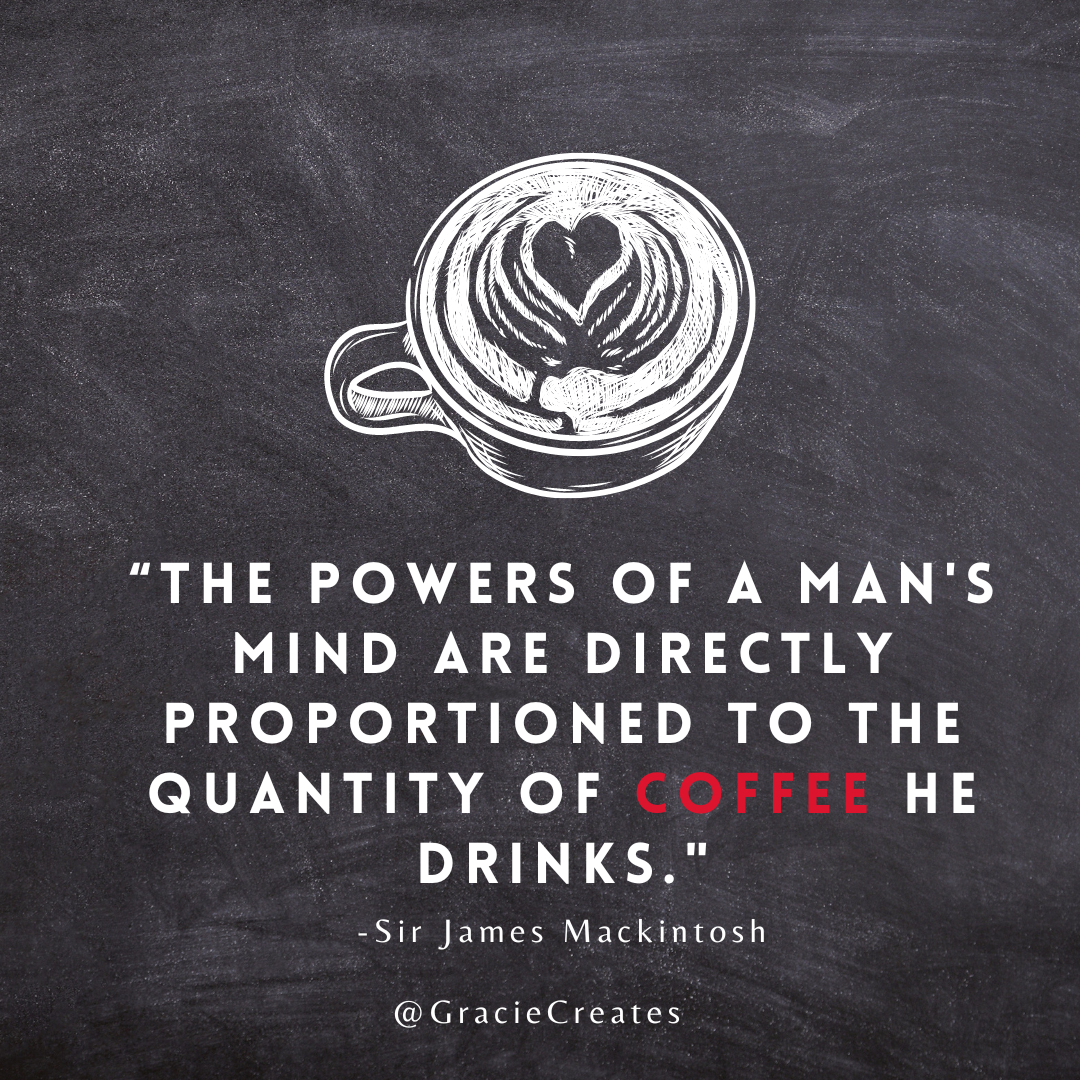 “THE POWERS OF A MAN'S
MIND ARE DIRECTLY
PROPORTIONED TO THE
QUANTITY OF COFFEE HE
DRINKS."
-Sir James Mackintosh
@GracieCreates